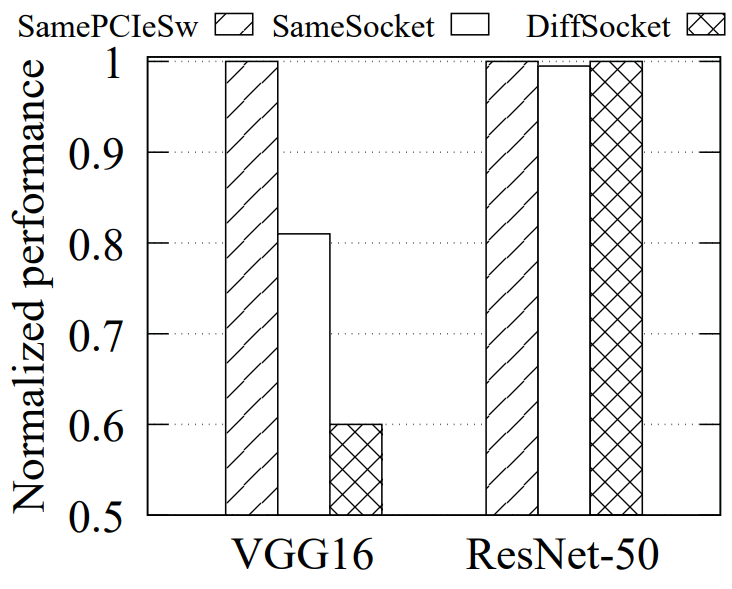 SamePCIeSw SameSocket DiffSocket
Normalized performance
1
0.9
0.8
0.7
0.6
0.5
VGG16 ResNet-50